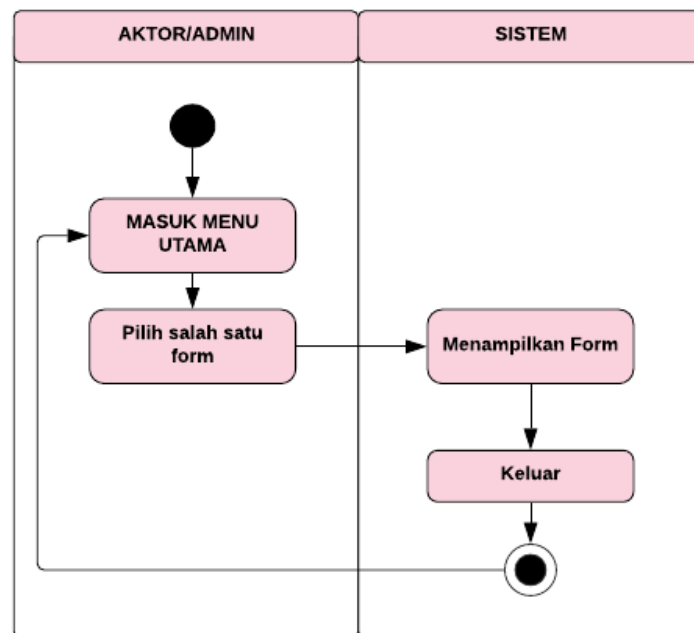 AKTOR/ADMIN
SISTEM
MASUK MENU
UTAMA
Pilih salah satu
form
Menampilkan Form
Keluar